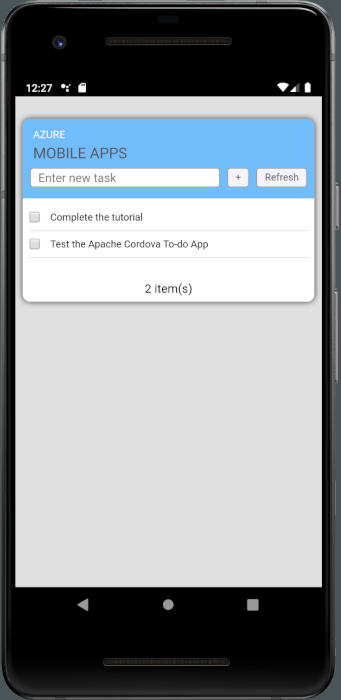 12:27
AZURE
MOBILE APPS
Enter new task + Refresh
Complete the tutorial
Test the Apache Cordova To-do App
2 item(s)